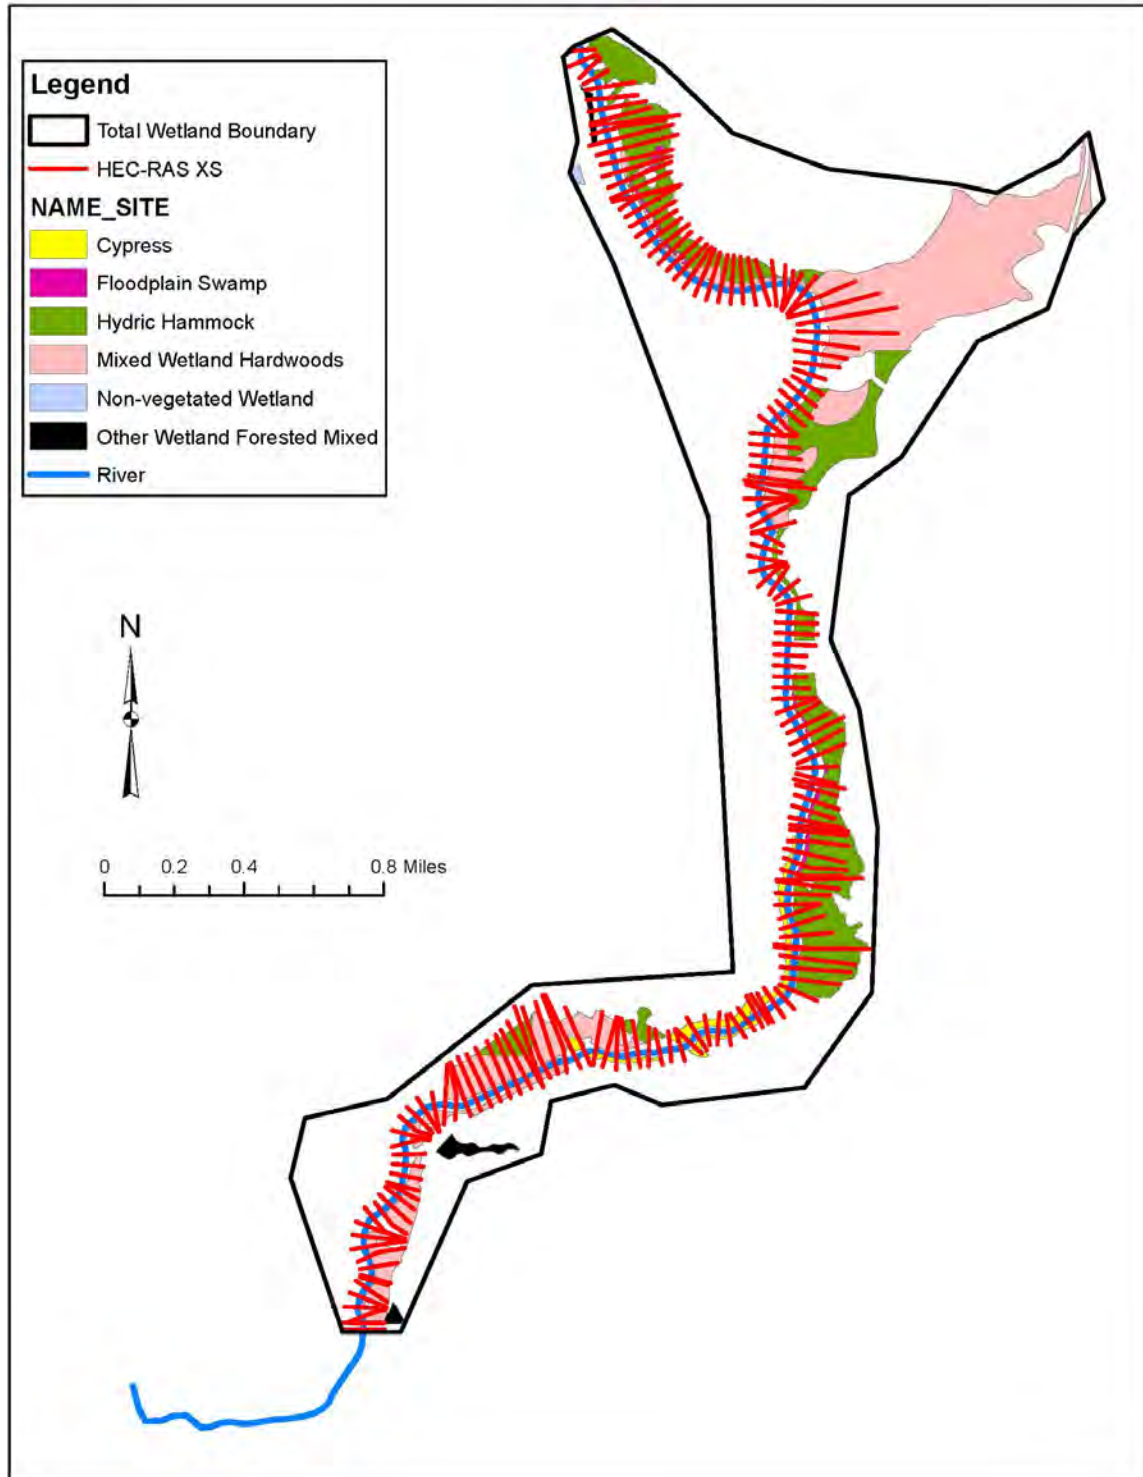 Legend
Total Wetland Boundary
HEC-RAS XS
NAME_SITE
Cypress
Floodplain Swamp
Hydric Hammock
Mixed Wetland Hardwoods
Non-vegetated Wetland
Other Wetland Forested Mixed
River
N
0 0.2 0.4 0.8 Miles